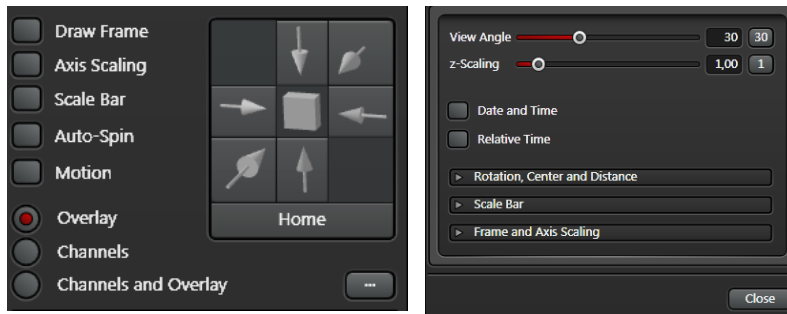 Draw Frame
Axis Scaling
Scale Bar
Auto-Spin
Motion
Overlay
Channels
Channels and Overlay
...
Home
View Angle 30 30
z-Scaling 1,00 1
Date and Time
Relative Time
Rotation, Center and Distance
Scale Bar
Frame and Axis Scaling
Close